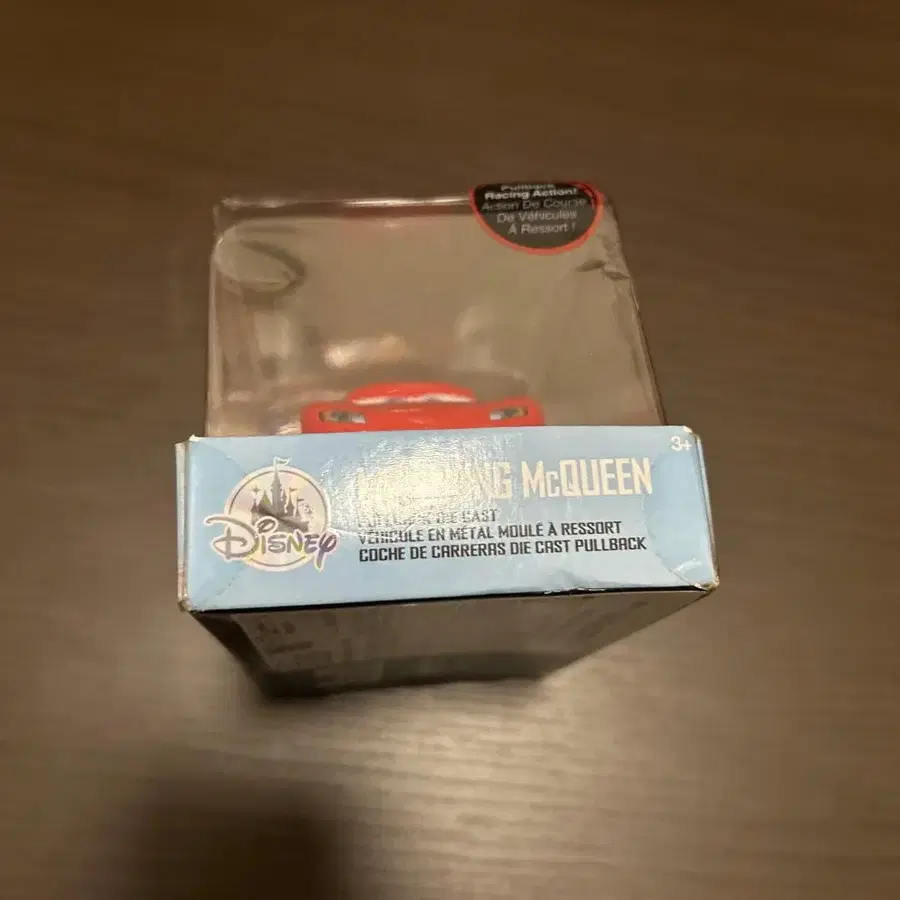 Pullback
Racing Action!
Action De Course
De Véhicules
À Ressort !
3+
McQUEEN
DISNEY
DIE CAST
VÉHICULE EN MÉTAL MOULÉ À RESSORT
COCHE DE CARRERAS DIE CAST PULLBACK